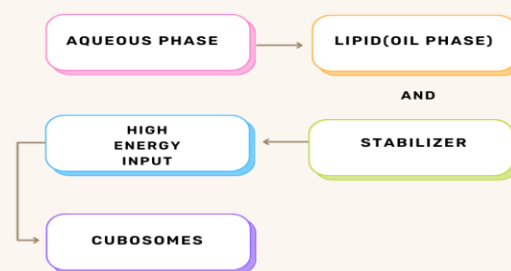 AQUEOUS PHASE
LIPID(OIL PHASE)
AND
STABILIZER
HIGH
ENERGY
INPUT
CUBOSOMES